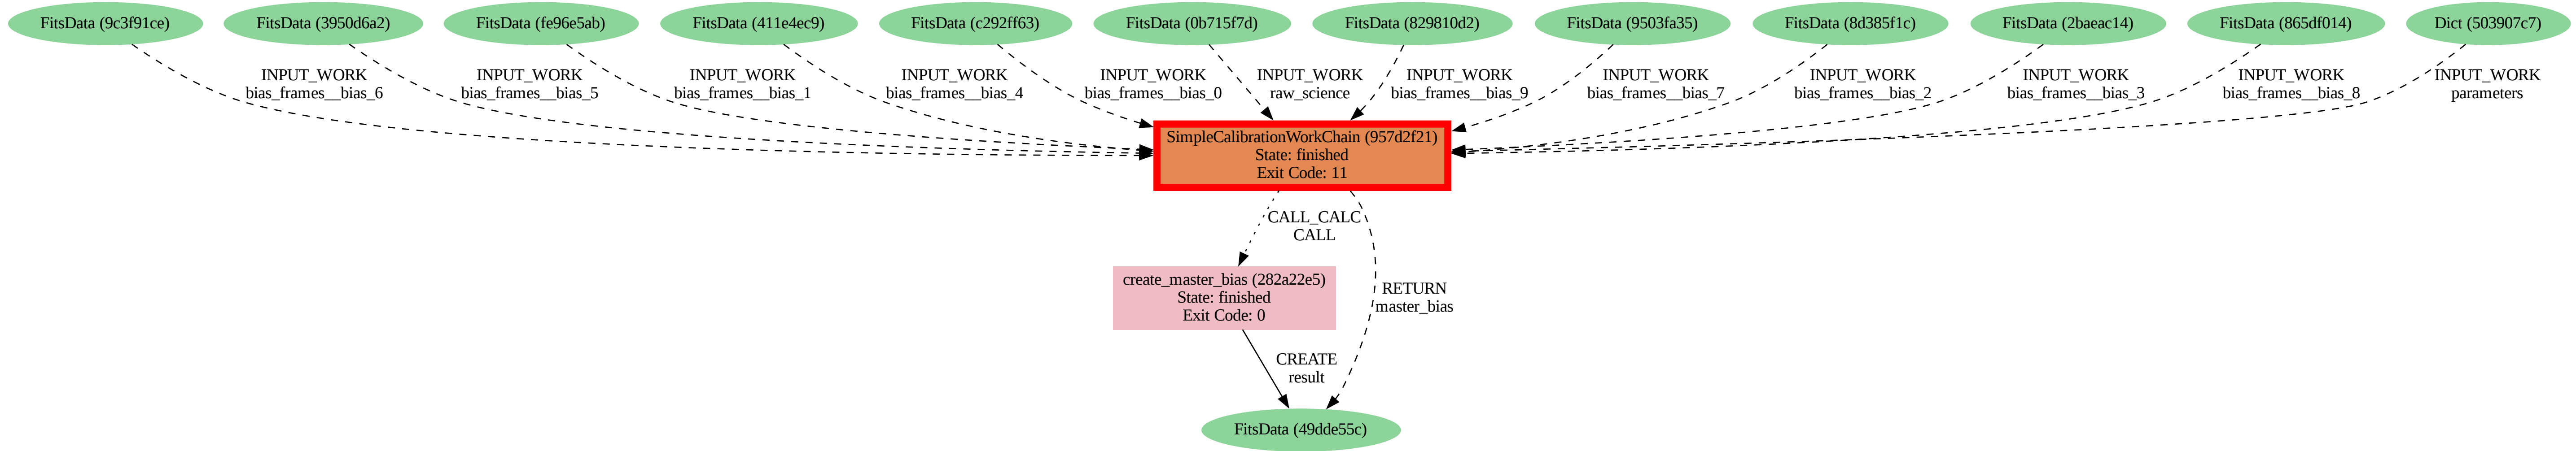 FitsData (9c3f91ce)
FitsData (3950d6a2)
FitsData (fe96e5ab)
FitsData (411e4ec9)
FitsData (c292ff63)
FitsData (0b715f7d)
FitsData (829810d2)
FitsData (9503fa35)
FitsData (8d385f1c)
FitsData (2baeac14)
FitsData (865df014)
Dict (503907c7)
INPUT_WORK
bias_frames__bias_6
INPUT_WORK
bias_frames__bias_5
INPUT_WORK
bias_frames__bias_1
INPUT_WORK
bias_frames__bias_4
INPUT_WORK
bias_frames__bias_0
INPUT_WORK
raw_science
INPUT_WORK
bias_frames__bias_9
INPUT_WORK
bias_frames__bias_7
INPUT_WORK
bias_frames__bias_2
INPUT_WORK
bias_frames__bias_3
INPUT_WORK
bias_frames__bias_8
INPUT_WORK
parameters
SimpleCalibrationWorkChain (957d2f21)
State: finished
Exit Code: 11
CALL_CALC
CALL
create_master_bias (282a22e5)
State: finished
Exit Code: 0
RETURN
master_bias
CREATE
result
FitsData (49dde55c)